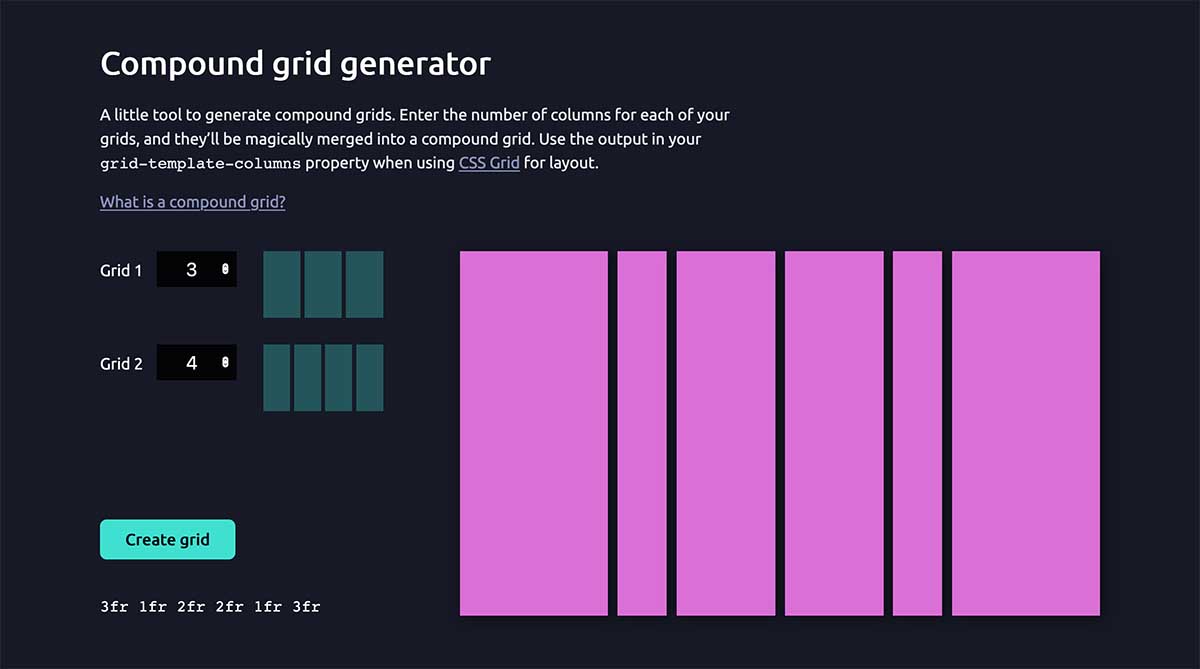 Compound grid generator
A little tool to generate compound grids. Enter the number of columns for each of your
grids, and they’ll be magically merged into a compound grid. Use the output in your
grid-template-columns property when using CSS Grid for layout.
What is a compound grid?
Grid 1 3
Grid 2 4
Create grid
3fr 1fr 2fr 2fr 1fr 3fr